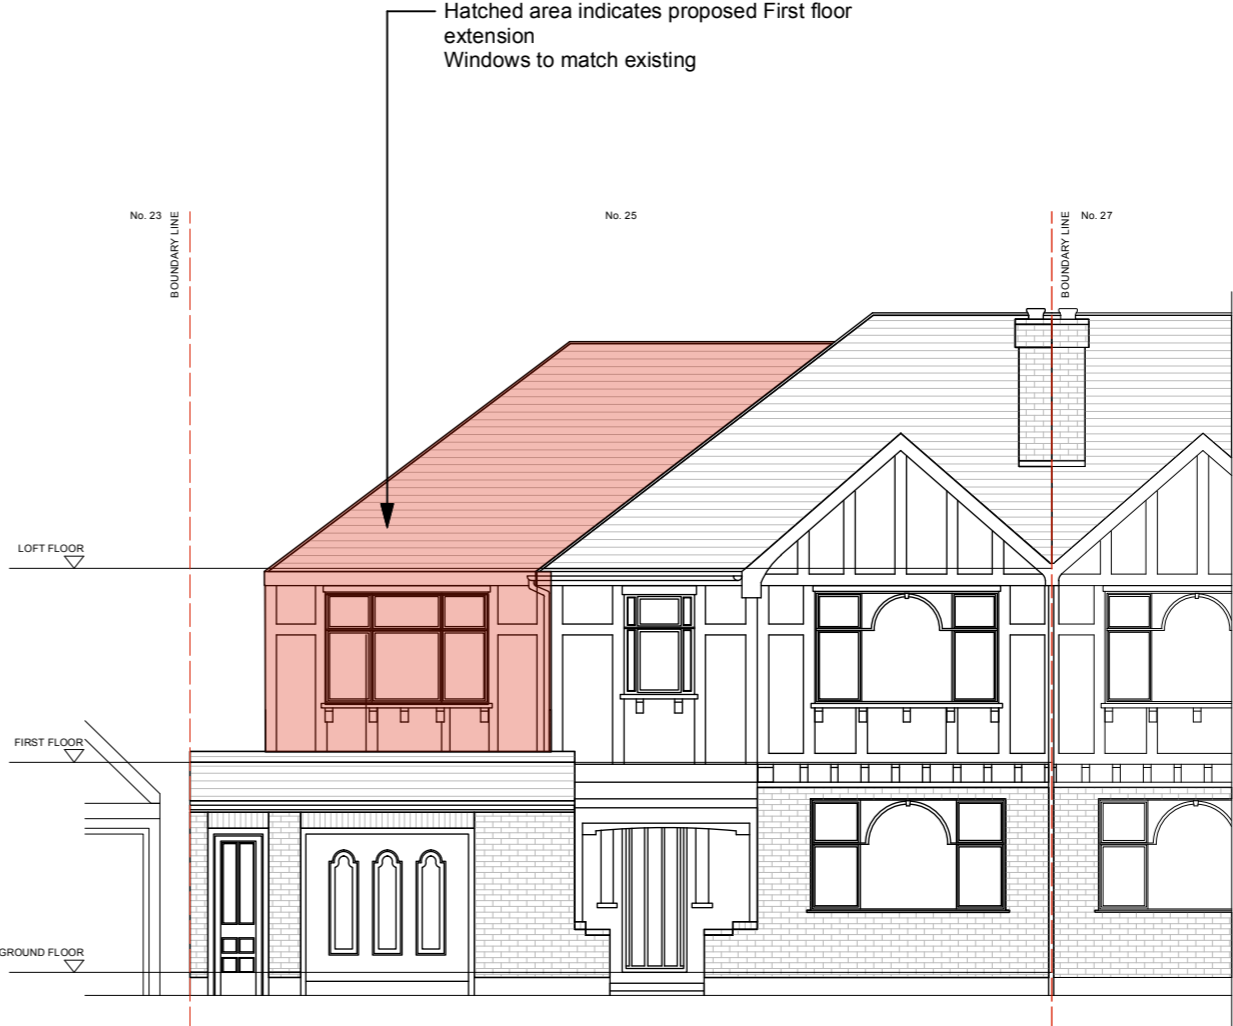 Hatched area indicates proposed First floor
extension
Windows to match existing
No. 23
BOUNDARY LINE
No. 25
BOUNDARY LINE
No. 27
LOFT FLOOR
FIRST FLOOR
GROUND FLOOR